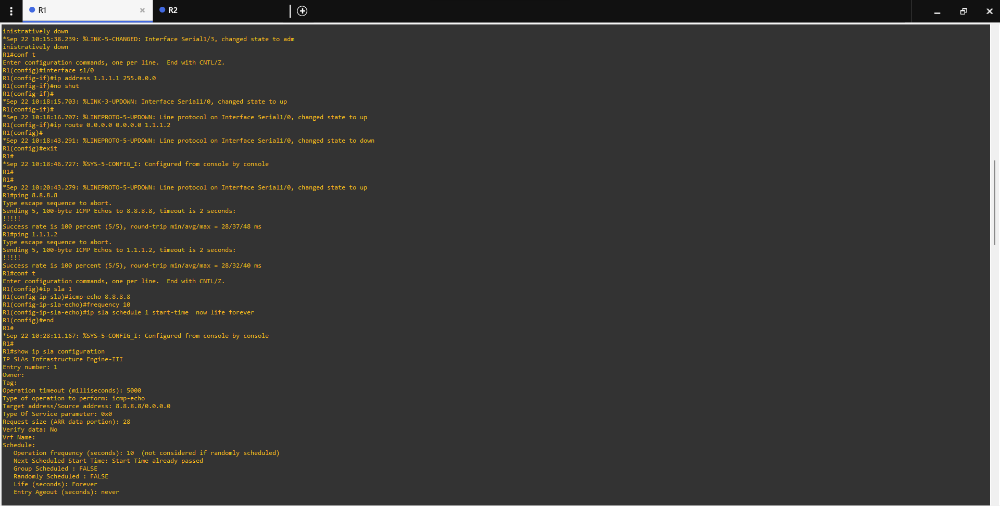 R1
R2
inistratively down
*Sep 22 10:15:38.239: %LINK-5-CHANGED: Interface Serial1/3, changed state to adm
inistratively down
R1#conf t
Enter configuration commands, one per line.  End with CNTL/Z.
R1(config)#interface s1/0
R1(config-if)#ip address 1.1.1.1 255.0.0.0
R1(config-if)#no shut
R1(config-if)#
*Sep 22 10:18:15.703: %LINK-3-UPDOWN: Interface Serial1/0, changed state to up
R1(config-if)#
*Sep 22 10:18:16.707: %LINEPROTO-5-UPDOWN: Line protocol on Interface Serial1/0, changed state to up
R1(config-if)#ip route 0.0.0.0 0.0.0.0 1.1.1.2
R1(config)#
*Sep 22 10:18:43.291: %LINEPROTO-5-UPDOWN: Line protocol on Interface Serial1/0, changed state to down
R1(config)#exit
R1#
*Sep 22 10:18:46.727: %SYS-5-CONFIG_I: Configured from console by console
R1#
R1#
*Sep 22 10:20:43.279: %LINEPROTO-5-UPDOWN: Line protocol on Interface Serial1/0, changed state to up
R1#ping 8.8.8.8
Type escape sequence to abort.
Sending 5, 100-byte ICMP Echos to 8.8.8.8, timeout is 2 seconds:
!!!!!
Success rate is 100 percent (5/5), round-trip min/avg/max = 28/37/48 ms
R1#ping 1.1.1.2
Type escape sequence to abort.
Sending 5, 100-byte ICMP Echos to 1.1.1.2, timeout is 2 seconds:
!!!!!
Success rate is 100 percent (5/5), round-trip min/avg/max = 28/32/40 ms
R1#conf t
Enter configuration commands, one per line.  End with CNTL/Z.
R1(config)#ip sla 1
R1(config-ip-sla)#icmp-echo 8.8.8.8
R1(config-ip-sla-echo)#frequency 10
R1(config-ip-sla-echo)#ip sla schedule 1 start-time  now life forever
R1(config)#end
R1#
*Sep 22 10:28:11.167: %SYS-5-CONFIG_I: Configured from console by console
R1#
R1#show ip sla configuration
IP SLAs Infrastructure Engine-III
Entry number: 1
Owner:
Tag:
Operation timeout (milliseconds): 5000
Type of operation to perform: icmp-echo
Target address/Source address: 8.8.8.8/0.0.0.0
Type Of Service parameter: 0x0
Request size (ARR data portion): 28
Verify data: No
Vrf Name:
Schedule:
   Operation frequency (seconds): 10  (not considered if randomly scheduled)
   Next Scheduled Start Time: Start Time already passed
   Group Scheduled : FALSE
   Randomly Scheduled : FALSE
   Life (seconds): Forever
   Entry Ageout (seconds): never